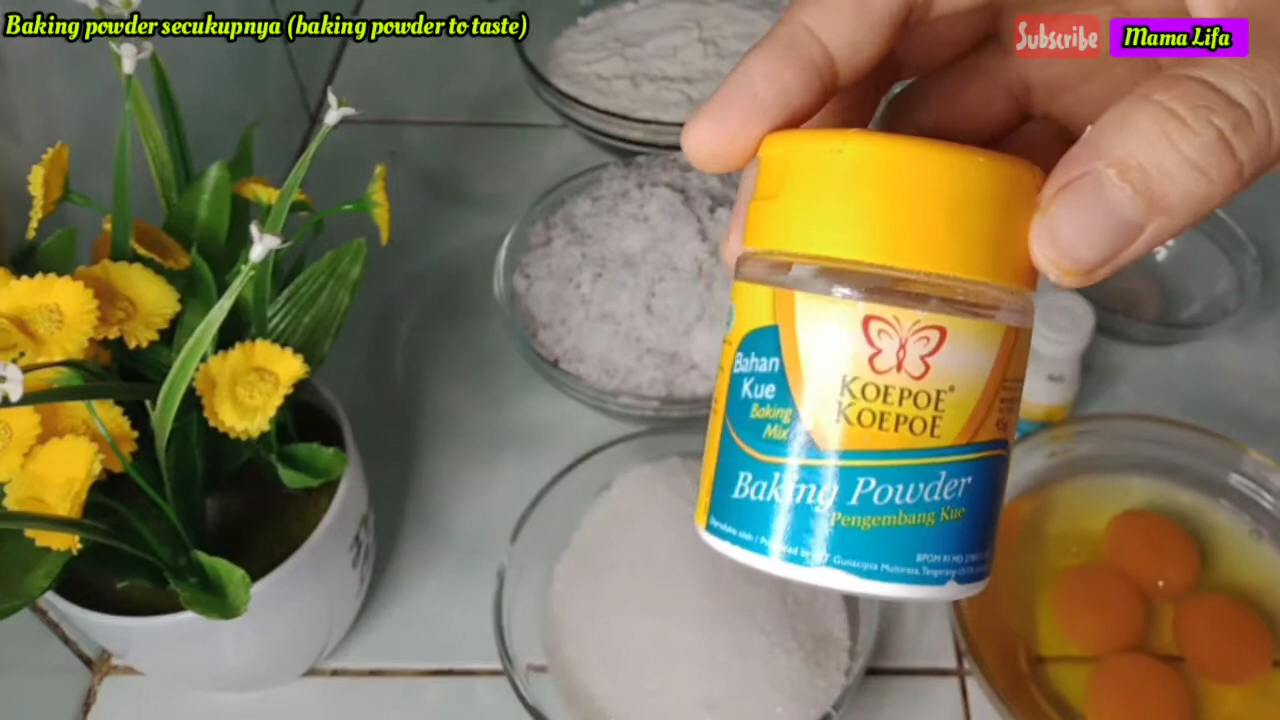 Baking powder secukupnya (baking powder to taste)
Subscribe
Mama Lifa
Bahan
Kue
Baking
Mix
KOEPOE®
KOEPOE
Baking Powder
Pengembang Kue